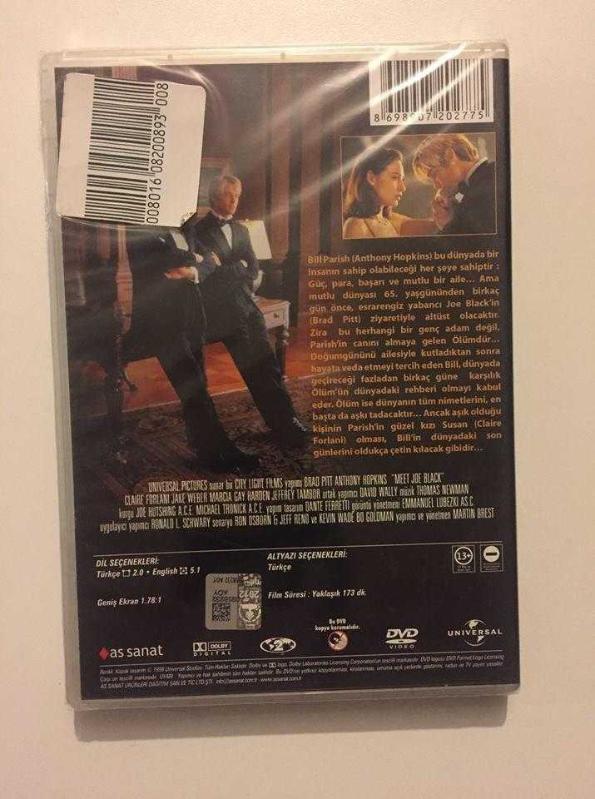 008016 08200893 008
8 698907 202775
Bill Parish (Anthony Hopkins) bu dünyada bir
insanın sahip olabileceği her şeye sahiptir :
Güç, para, başarı ve mutlu bir aile... Ama
mutlu dünyası 65. yaşgününden birkaç
gün önce, esrarengiz yabancı Joe Black'in
(Brad Pitt) ziyaretiyle altüst olacaktır.
Zira bu herhangi bir genç adam değil,
Parish'in canını almaya gelen Ölümdür...
Doğumgününü ailesiyle kutladıktan sonra
hayata veda etmeyi tercih eden Bill, dünyada
geçireceği fazladan birkaç güne karşılık
Ölüm'ün dünyadaki rehberi olmayı kabul
eder. Ölüm ise dünyanın tüm nimetlerini, en
başta da aşkı tadacaktır... Ancak aşık olduğu
kişinin Parish'in güzel kızı Susan (Claire
Forlani) olması, Bill'in dünyadaki son
günlerini oldukça çetin kılacak gibidir...
UNIVERSAL PICTURES sunar bir CITY LIGHT FILMS yapımı BRAD PITT ANTHONY HOPKINS "MEET JOE BLACK"
CLAIRE FORLANI JAKE WEBER MARCIA GAY HARDEN JEFFREY TAMBOR ortak yapımcı DAVID WALLY müzik THOMAS NEWMAN
kurgu JOE HUTSHING A.C.E. MICHAEL TRONICK A.C.E. yapım tasarım DANTE FERRETTI görüntü yönetmeni EMMANUEL LUBEZKI A.S.C.
uygulayıcı yapımcı RONALD L. SCHWARY senaryo RON OSBORN & JEFF RENO ve KEVIN WADE BO GOLDMAN yapımcı ve yönetmen MARTIN BREST
DİL SEÇENEKLERİ:
Türkçe 2.0 • English 5.1
Geniş Ekran 1.78:1
ALTYAZI SEÇENEKLERİ:
Türkçe
Film Süresi : Yaklaşık 173 dk.
13+
2012
Bu DVD
kopya korumalıdır.
as sanat
DOLBY
DIGITAL
2
DVD
VIDEO
UNIVERSAL